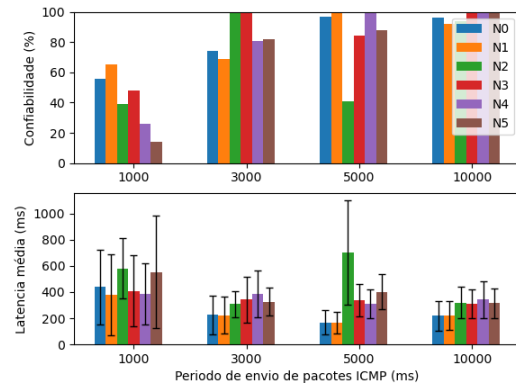 100
80
60
40
20
0
Confiabilidade (%)
1000
3000
5000
10000
N0
N1
N2
N3
N4
N5
1000
800
600
400
200
0
Latencia média (ms)
1000
3000
5000
10000
Periodo de envio de pacotes ICMP (ms)